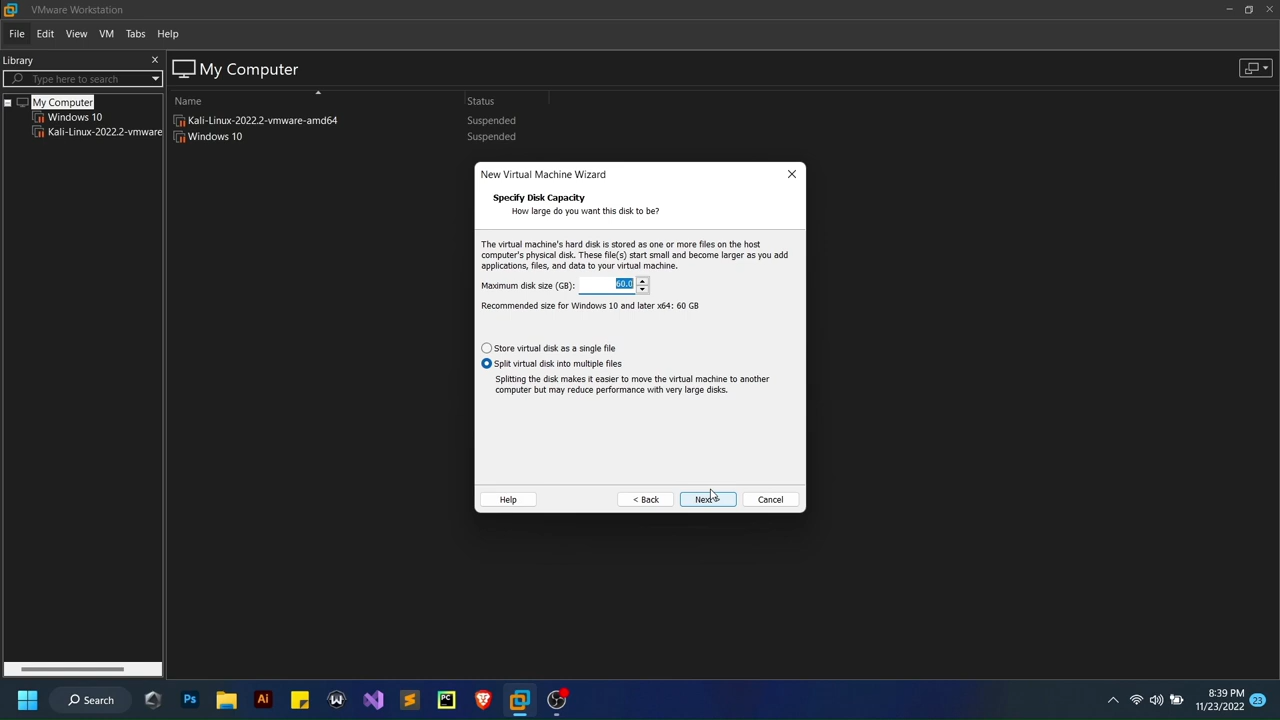 VMware Workstation
File Edit View VM Tabs Help
Library
Type here to search
My Computer
Windows 10
Kali-Linux-2022.2-vmware
My Computer
Name Status
Kali-Linux-2022.2-vmware-amd64 Suspended
Windows 10 Suspended
New Virtual Machine Wizard
Specify Disk Capacity
How large do you want this disk to be?
The virtual machine's hard disk is stored as one or more files on the host
computer's physical disk. These file(s) start small and become larger as you add
applications, files, and data to your virtual machine.
Maximum disk size (GB): 60.0
Recommended size for Windows 10 and later x64: 60 GB
Store virtual disk as a single file
Split virtual disk into multiple files
Splitting the disk makes it easier to move the virtual machine to another
computer but may reduce performance with very large disks.
Help < Back Next > Cancel
Search Ps Ai W PC 8:39 PM
11/23/2022 23